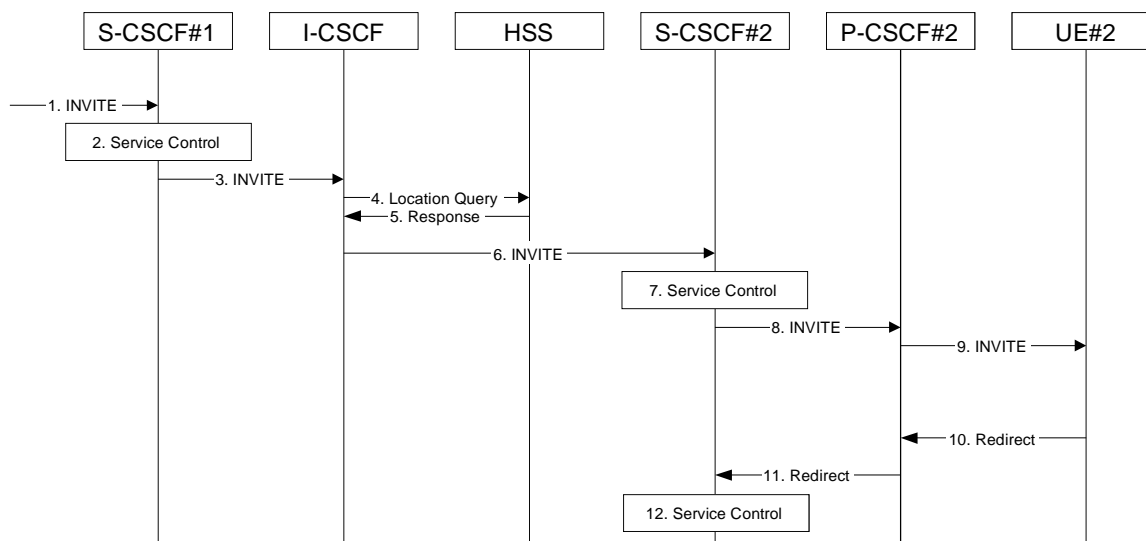 S-CSCF#1
I-CSCF
HSS
S-CSCF#2
P-CSCF#2
UE#2
1. INVITE
2. Service Control
3. INVITE
4. Location Query
5. Response
6. INVITE
7. Service Control
8. INVITE
9. INVITE
10. Redirect
11. Redirect
12. Service Control